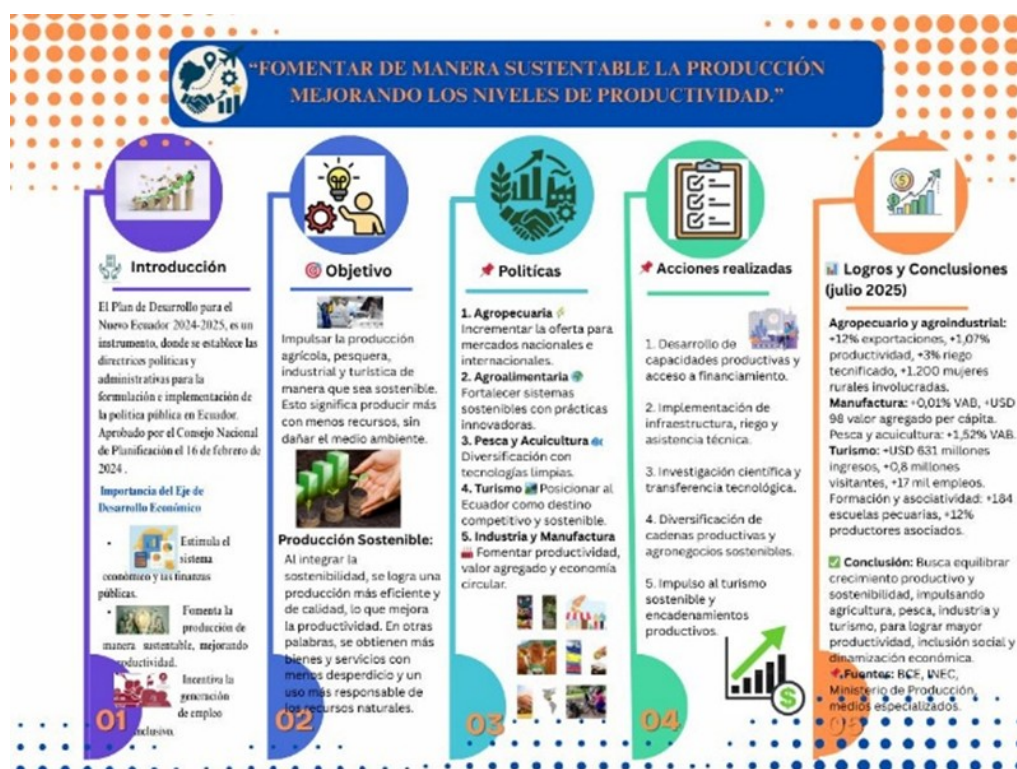 “FOMENTAR DE MANERA SUSTENTABLE LA PRODUCCIÓN
MEJORANDO LOS NIVELES DE PRODUCTIVIDAD.”
Introducción
El Plan de Desarrollo para el
Nuevo Ecuador 2024-2025, es un
instrumento, donde se establece las
directrices políticas y
administrativas para la
formulación e implementación de
la política pública en Ecuador.
Aprobado por el Consejo Nacional
de Planificación el 16 de febrero de
2024 .
Importancia del Eje de
Desarrollo Económico
• Estimula el
sistema
económico y las finanzas
públicas.
• Fomenta la
producción de
manera sustentable, mejorando
productividad.
Incentiva la
generación
de empleo
inclusivo.
01
Objetivo
Impulsar la producción
agrícola, pesquera,
industrial y turística de
manera que sea sostenible.
Esto significa producir más
con menos recursos, sin
dañar el medio ambiente.
Producción Sostenible:
Al integrar la
sostenibilidad, se logra una
producción más eficiente y
de calidad, lo que mejora
la productividad. En otras
palabras, se obtienen más
bienes y servicios con
menos desperdicio y un
uso más responsable de
los recursos naturales.
02
Políticas
1. Agropecuaria
Incrementar la oferta para
mercados nacionales e
internacionales.
2. Agroalimentaria
Fortalecer sistemas
sostenibles con prácticas
innovadoras.
3. Pesca y Acuicultura
Diversificación con
tecnologías limpias.
4. Turismo Posicionar al
Ecuador como destino
competitivo y sostenible.
5. Industria y Manufactura
Fomentar productividad,
valor agregado y economía
circular.
03
Acciones realizadas
1. Desarrollo de
capacidades productivas y
acceso a financiamiento.
2. Implementación de
infraestructura, riego y
asistencia técnica.
3. Investigación científica y
transferencia tecnológica.
4. Diversificación de
cadenas productivas y
agronegocios sostenibles.
5. Impulso al turismo
sostenible y
encadenamientos
productivos.
04
Logros y Conclusiones
(julio 2025)
Agropecuario y agroindustrial:
+12% exportaciones, +1,07%
productividad, +3% riego
tecnificado, +1.200 mujeres
rurales involucradas.
Manufactura: +0,01% VAB, +USD
98 valor agregado per cápita.
Pesca y acuicultura: +1,52% VAB.
Turismo: +USD 631 millones
ingresos, +0,8 millones
visitantes, +17 mil empleos.
Formación y asociatividad: +184
escuelas pecuarias, +12%
productores asociados.
Conclusión: Busca equilibrar
crecimiento productivo y
sostenibilidad, impulsando
agricultura, pesca, industria y
turismo, para lograr mayor
productividad, inclusión social y
dinamización económica.
Fuentes: BCE, INEC,
Ministerio de Producción,
medios especializados.
05